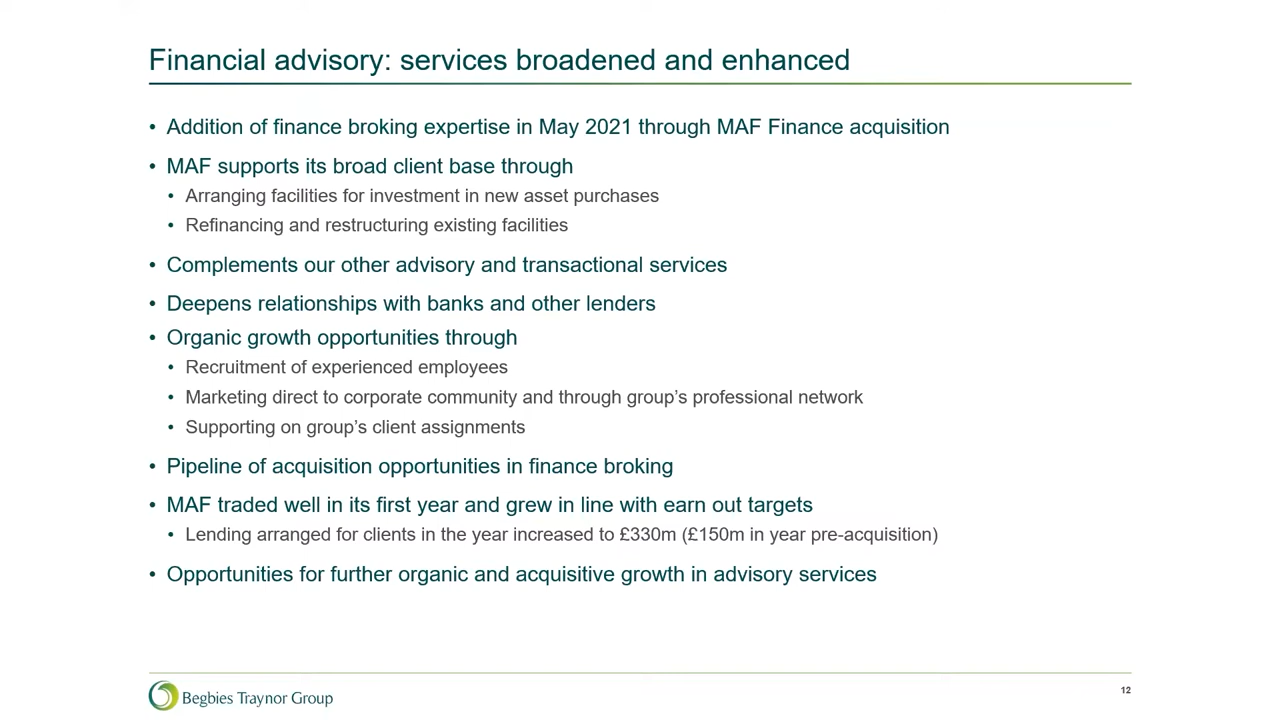 Financial advisory: services broadened and enhanced
• Addition of finance broking expertise in May 2021 through MAF Finance acquisition
• MAF supports its broad client base through
• Arranging facilities for investment in new asset purchases
• Refinancing and restructuring existing facilities
• Complements our other advisory and transactional services
• Deepens relationships with banks and other lenders
• Organic growth opportunities through
• Recruitment of experienced employees
• Marketing direct to corporate community and through group’s professional network
• Supporting on group’s client assignments
• Pipeline of acquisition opportunities in finance broking
• MAF traded well in its first year and grew in line with earn out targets
• Lending arranged for clients in the year increased to £330m (£150m in year pre-acquisition)
• Opportunities for further organic and acquisitive growth in advisory services
Begbies Traynor Group
12